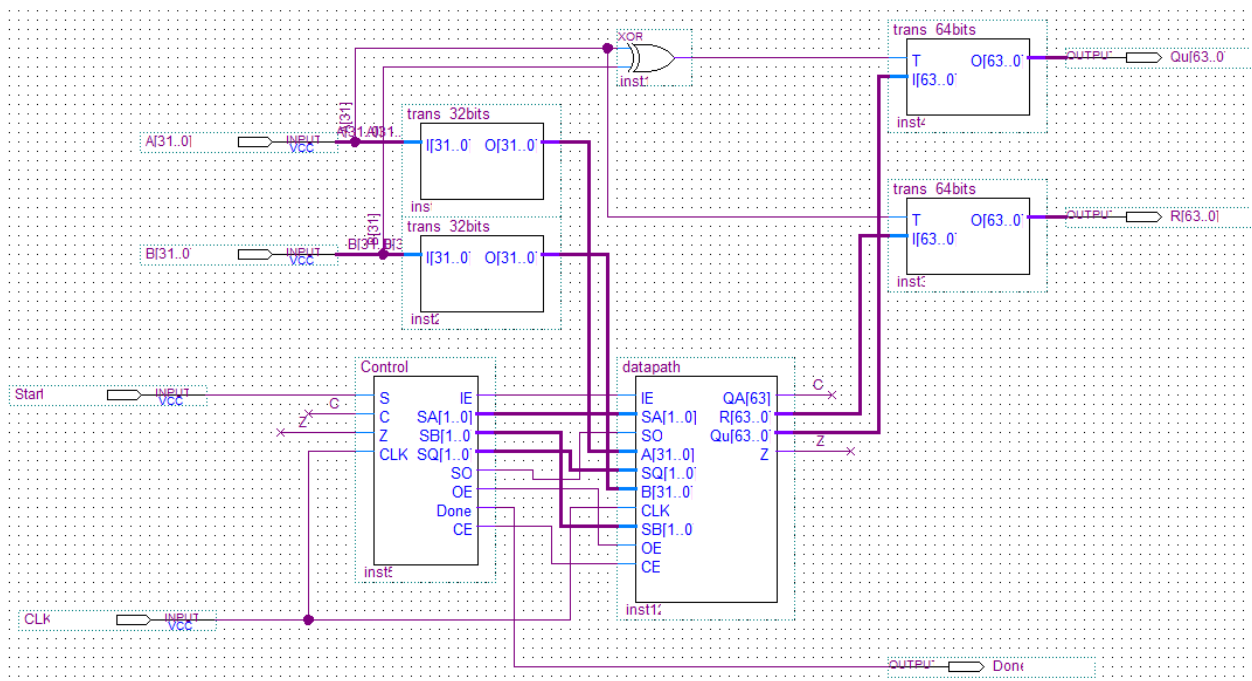 XOR
inst1
trans 64bits
T O[63..0]
I[63..0]
inst4
OUTPUT Qu[63..0]
A[31]
A[31..0] INPUT
VCC
A[31..0]
trans 32bits
I[31..0] O[31..0]
inst
B[31]
B[31..0] INPUT
VCC
trans 32bits
I[31..0] O[31..0]
inst2
trans 64bits
T O[63..0]
I[63..0]
inst3
OUTPUT R[63..0]
Start INPUT
VCC
C
Z
Control
S IE
C SA[1..0]
Z SB[1..0
CLK SQ[1..0]
SO
OE
Done
CE
inst5
datapath
IE QA[63]
SA[1..0] R[63..0]
SO Qu[63..0]
A[31..0] Z
SQ[1..0]
B[31..0]
CLK
SB[1..0
OE
CE
inst12
C
Z
CLK INPUT
VCC
OUTPUT Done